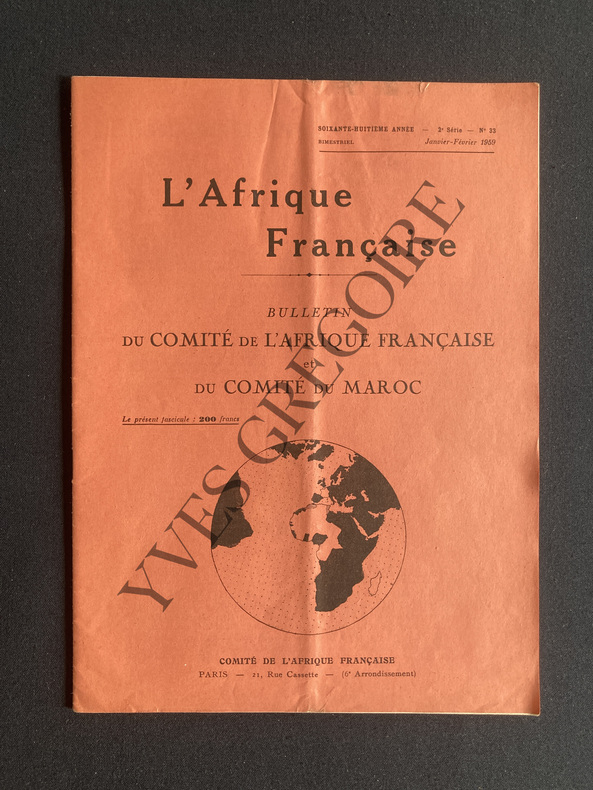 SOIXANTE-HUITIÈME ANNÉE — 2e Série — N° 23
BIMESTRIEL Janvier-Février 1959
L'Afrique
Française
BULLETIN
DU COMITÉ DE L'AFRIQUE FRANÇAISE
et
DU COMITÉ DU MAROC
Le présent fascicule : 200 francs
YVES GREGOIRE
COMITÉ DE L'AFRIQUE FRANÇAISE
PARIS — 21, Rue Cassette — (6e Arrondissement)